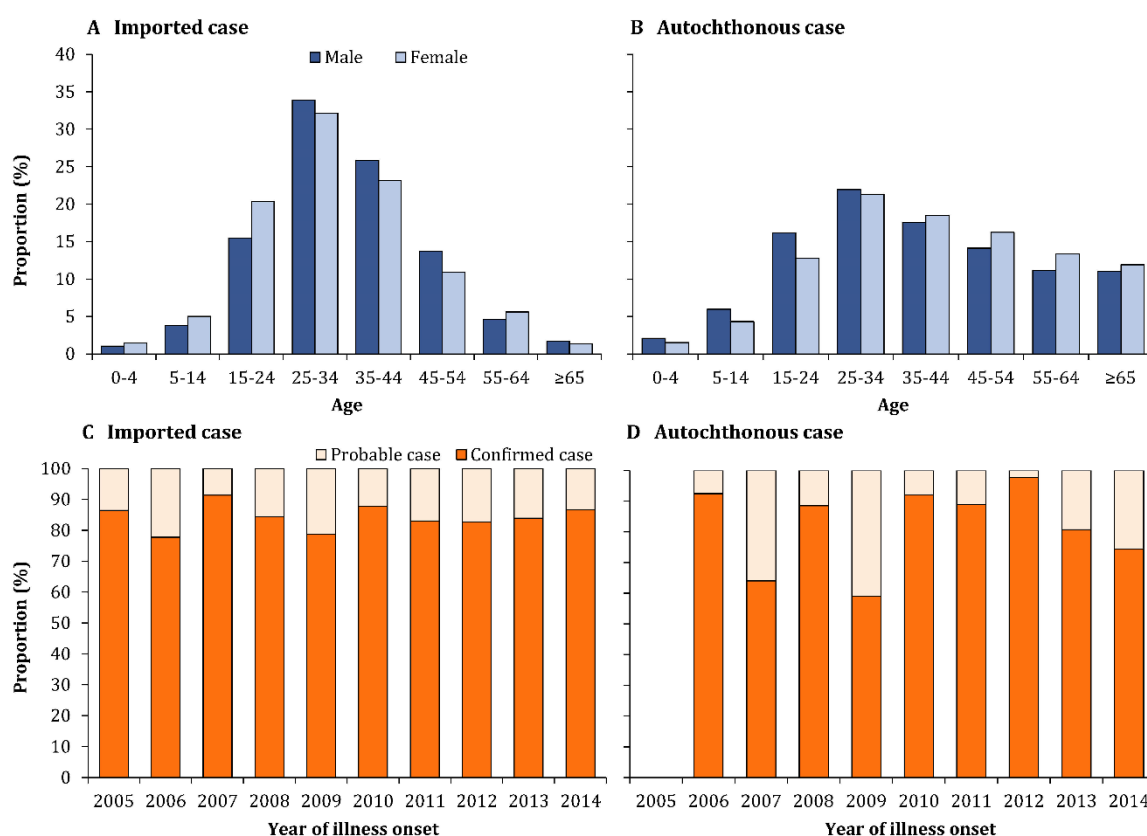 A Imported case
B Autochthonous case
Male Female
Proportion (%)
40
35
30
25
20
15
10
5
0
0-4 5-14 15-24 25-34 35-44 45-54 55-64 ≥65
Age
0-4 5-14 15-24 25-34 35-44 45-54 55-64 ≥65
Age
C Imported case
D Autochthonous case
Probable case Confirmed case
Proportion (%)
100
90
80
70
60
50
40
30
20
10
0
2005 2006 2007 2008 2009 2010 2011 2012 2013 2014
Year of illness onset
2005 2006 2007 2008 2009 2010 2011 2012 2013 2014
Year of illness onset